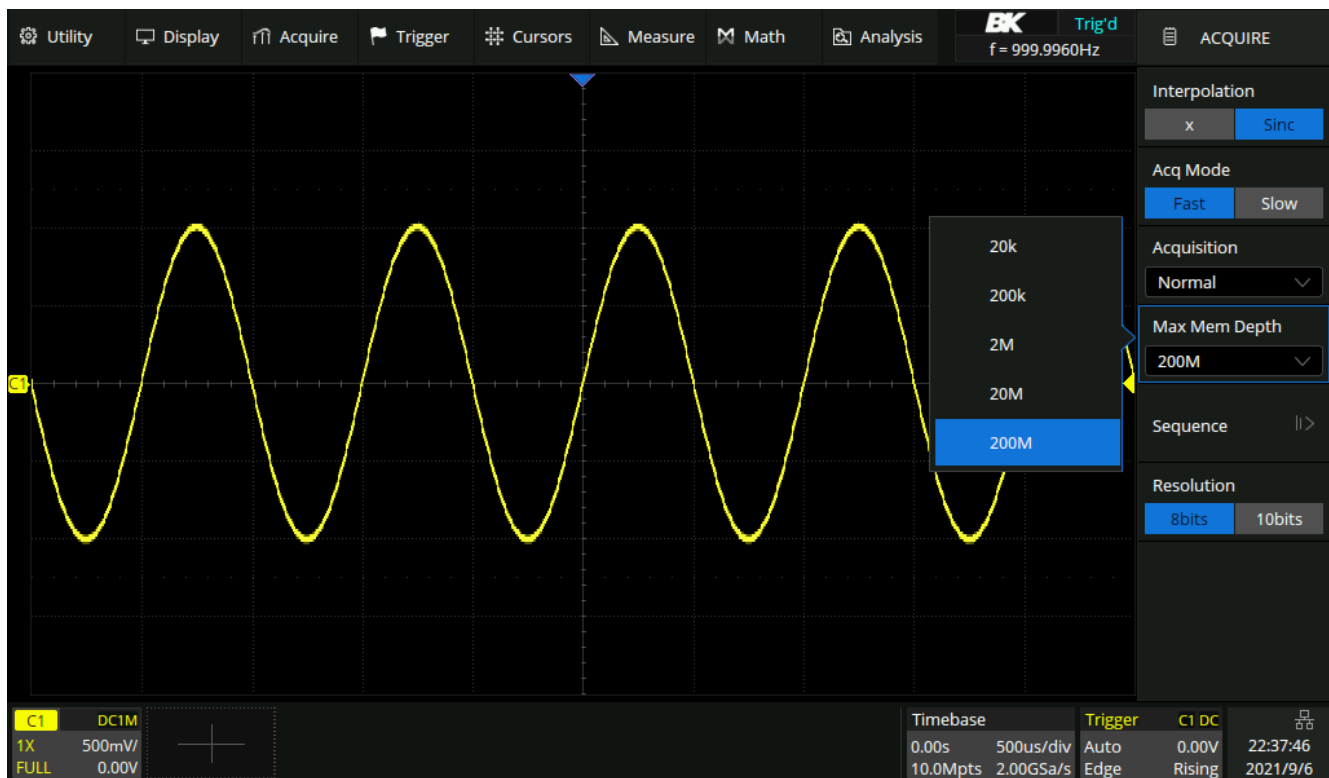 Utility Display Acquire Trigger Cursors Measure Math Analysis
BK Trig'd
f = 999.9960Hz
ACQUIRE
Interpolation
x Sinc
Acq Mode
Fast Slow
Acquisition
Normal
Max Mem Depth
200M
Sequence
Resolution
8bits 10bits
20k
200k
2M
20M
200M
C1
C1 DC1M
1X 500mV/
FULL 0.00V
Timebase
0.00s 500us/div
10.0Mpts 2.00GSa/s
Trigger C1 DC
Auto 0.00V
Edge Rising
22:37:46
2021/9/6